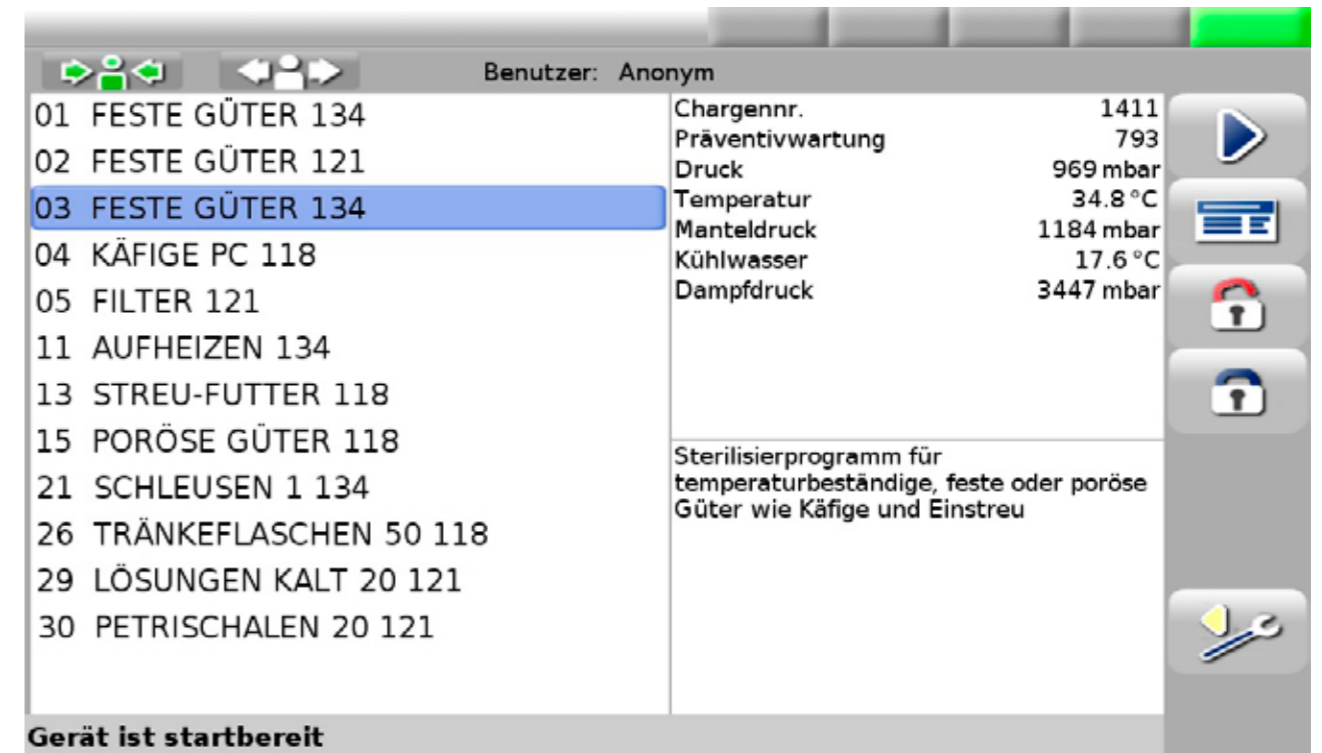 Benutzer: Anonym
01 FESTE GÜTER 134
02 FESTE GÜTER 121
03 FESTE GÜTER 134
04 KÄFIGE PC 118
05 FILTER 121
11 AUFHEIZEN 134
13 STREU-FUTTER 118
15 PORÖSE GÜTER 118
21 SCHLEUSEN 1 134
26 TRÄNKEFLASCHEN 50 118
29 LÖSUNGEN KALT 20 121
30 PETRISCHALEN 20 121
Chargennr. 1411
Präventivwartung 793
Druck 969 mbar
Temperatur 34.8 °C
Manteldruck 1184 mbar
Kühlwasser 17.6 °C
Dampfdruck 3447 mbar
Sterilisierprogramm für
temperaturbeständige, feste oder poröse
Güter wie Käfige und Einstreu
Gerät ist startbereit